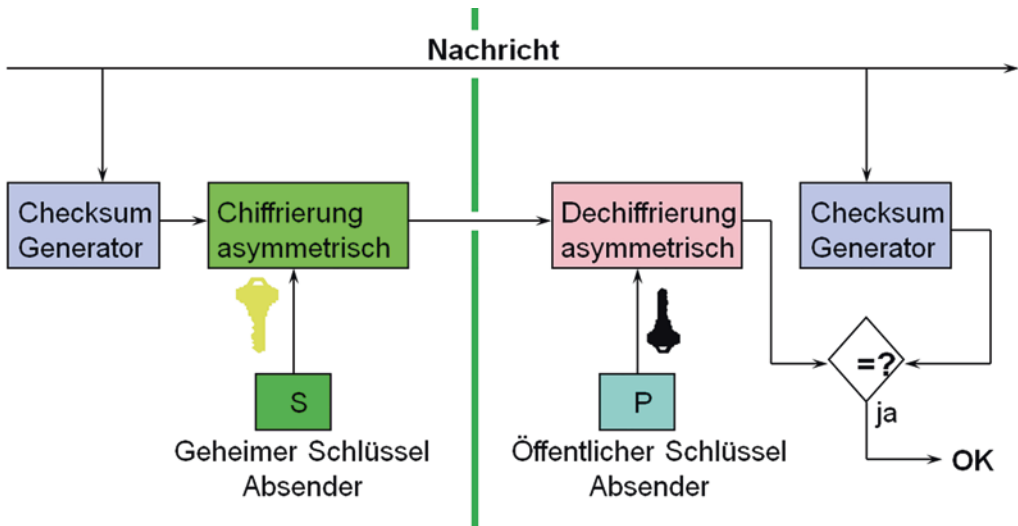 Nachricht
Checksum
Generator
Chiffrierung
asymmetrisch
Dechiffrierung
asymmetrisch
Checksum
Generator
=?
S
P
ja
Geheimer Schlüssel
Absender
Öffentlicher Schlüssel
Absender
OK